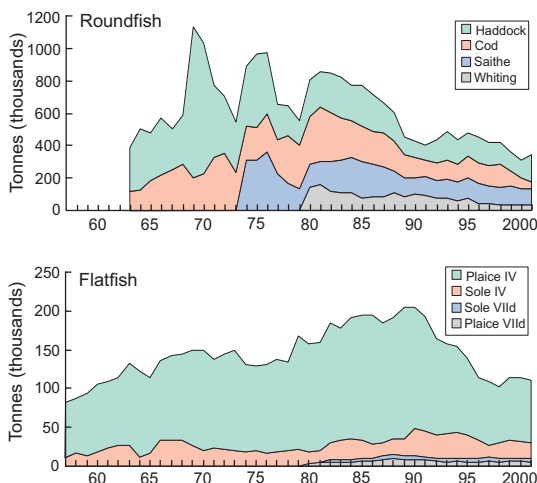 Roundfish
Haddock
Cod
Saithe
Whiting
Tonnes (thousands)
1200
1000
800
600
400
200
0
60 65 70 75 80 85 90 95 2000
Flatfish
Plaice IV
Sole IV
Sole VIId
Plaice VIId
Tonnes (thousands)
250
200
150
100
50
0
60 65 70 75 80 85 90 95 2000